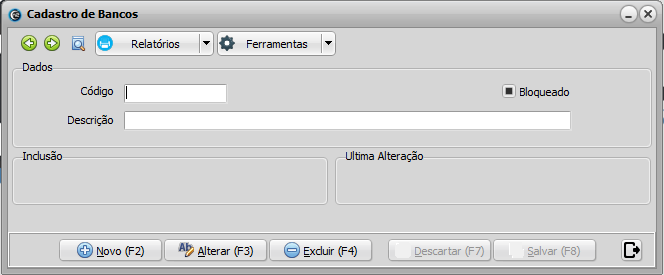 Cadastro de Bancos
Relatórios Ferramentas
Dados
Código Bloqueado
Descrição
Inclusão Ultima Alteração
Novo (F2) Alterar (F3) Excluir (F4) Descartar (F7) Salvar (F8)